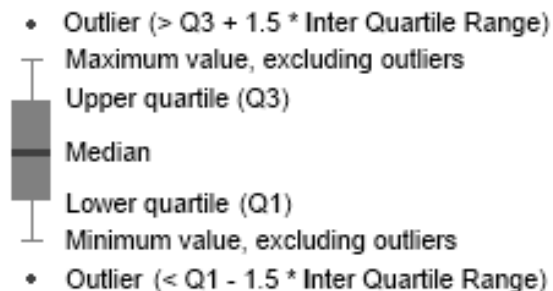 Outlier (> Q3 + 1.5 * Inter Quartile Range)
Maximum value, excluding outliers
Upper quartile (Q3)
Median
Lower quartile (Q1)
Minimum value, excluding outliers
Outlier (< Q1 - 1.5 * Inter Quartile Range)